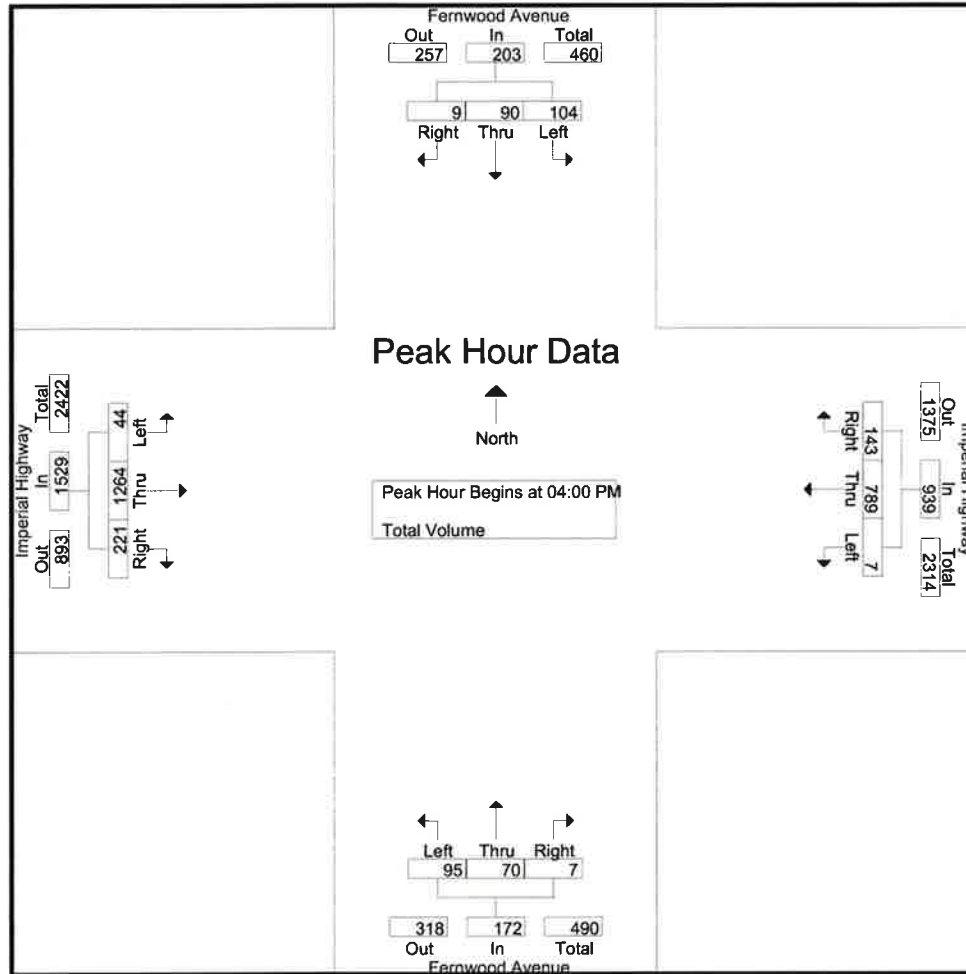 Fernwood Avenue
Out In Total
257 203 460
9 90 104
Right Thru Left
Peak Hour Data
North
Peak Hour Begins at 04:00 PM
Total Volume
Imperial Highway
Out In Total
893 1529 2422
221 1264 44
Right Thru Left
Imperial Highway
Out In Total
1375 939 2314
143 789 7
Right Thru Left
Left Thru Right
95 70 7
318 172 490
Out In Total
Fernwood Avenue